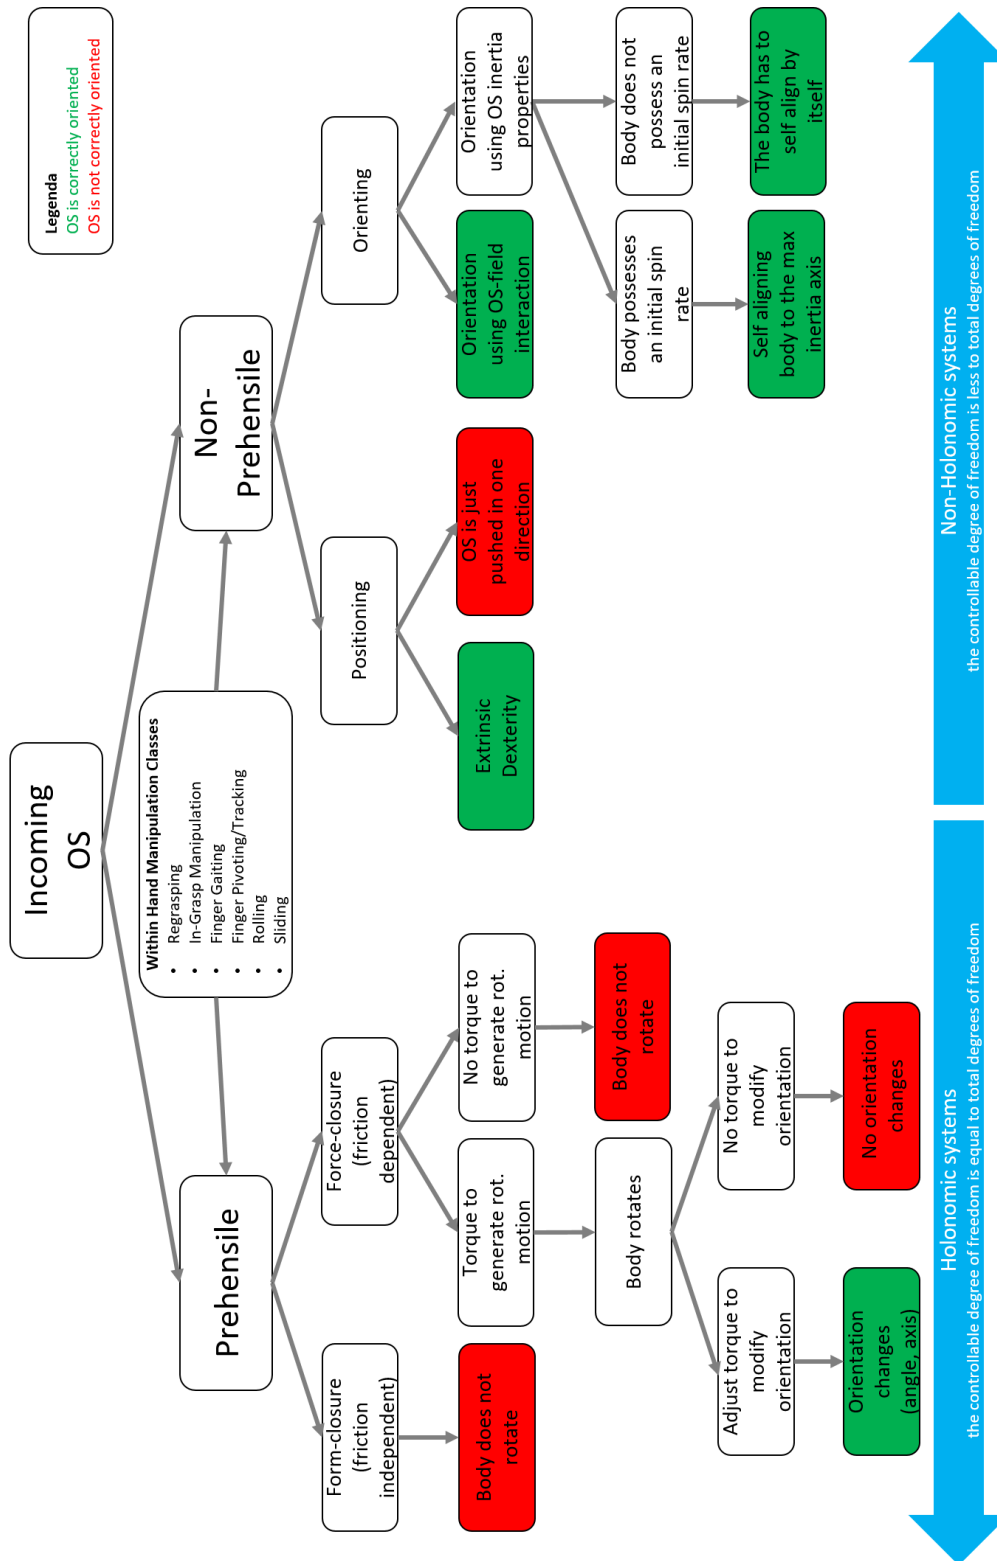 Legenda
OS is correctly oriented
OS is not correctly oriented
Incoming
OS
Within Hand Manipulation Classes
• Regrasping
• In-Grasp Manipulation
• Finger Gaiting
• Finger Pivoting/Tracking
• Rolling
• Sliding
Prehensile
Non-
Prehensile
Form-closure
(friction
independent)
Force-closure
(friction
dependent)
Positioning
Orienting
Body does not
rotate
Torque to
generate rot.
motion
No torque to
generate rot.
motion
Extrinsic
Dexterity
OS is just
pushed in one
direction
Orientation
using OS-field
interaction
Orientation
using OS inertia
properties
Body rotates
Body does not
rotate
Body possesses
an initial spin
rate
Body does not
possess an
initial spin rate
Adjust torque to
modify
orientation
No torque to
modify
orientation
Self aligning
body to the max
inertia axis
The body has to
self align by
itself
Orientation
changes
(angle, axis)
No orientation
changes
Holonomic systems
the controllable degree of freedom is equal to total degrees of freedom
Non-Holonomic systems
the controllable degree of freedom is less to total degrees of freedom